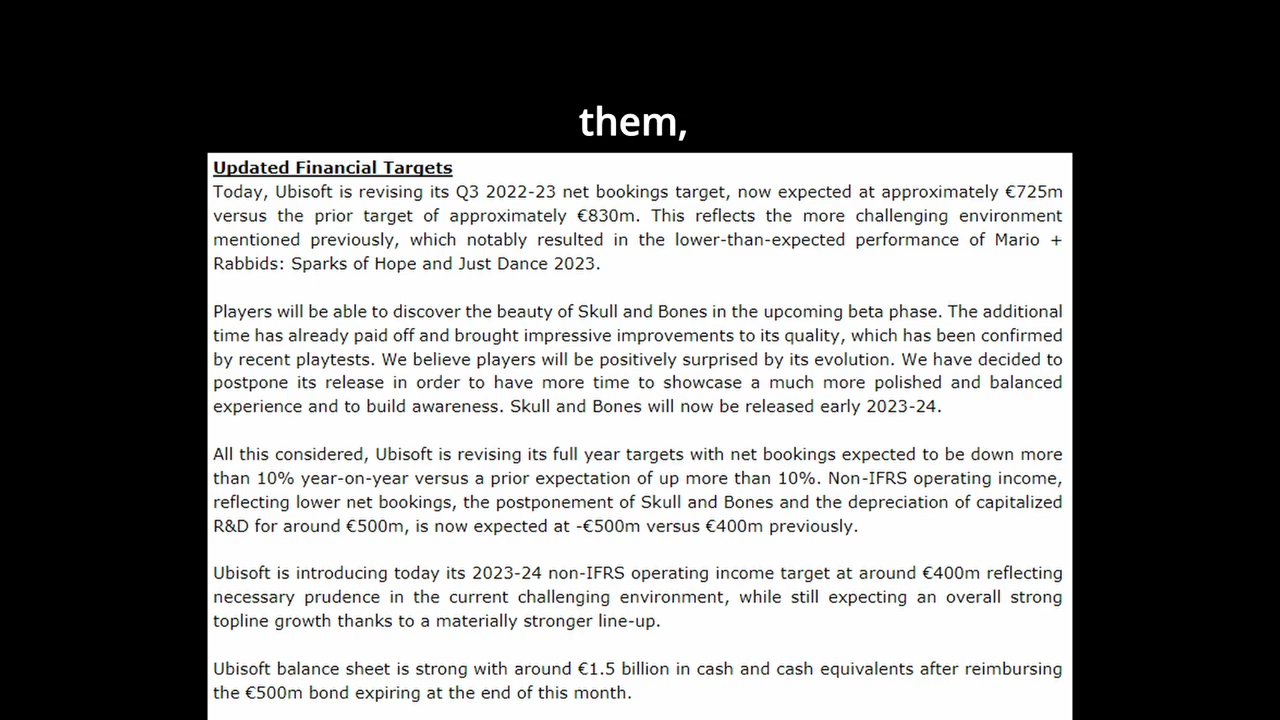 them,
Updated Financial Targets
Today, Ubisoft is revising its Q3 2022-23 net bookings target, now expected at approximately €725m
versus the prior target of approximately €830m. This reflects the more challenging environment
mentioned previously, which notably resulted in the lower-than-expected performance of Mario +
Rabbids: Sparks of Hope and Just Dance 2023.
Players will be able to discover the beauty of Skull and Bones in the upcoming beta phase. The additional
time has already paid off and brought impressive improvements to its quality, which has been confirmed
by recent playtests. We believe players will be positively surprised by its evolution. We have decided to
postpone its release in order to have more time to showcase a much more polished and balanced
experience and to build awareness. Skull and Bones will now be released early 2023-24.
All this considered, Ubisoft is revising its full year targets with net bookings expected to be down more
than 10% year-on-year versus a prior expectation of up more than 10%. Non-IFRS operating income,
reflecting lower net bookings, the postponement of Skull and Bones and the depreciation of capitalized
R&D for around €500m, is now expected at -€500m versus €400m previously.
Ubisoft is introducing today its 2023-24 non-IFRS operating income target at around €400m reflecting
necessary prudence in the current challenging environment, while still expecting an overall strong
topline growth thanks to a materially stronger line-up.
Ubisoft balance sheet is strong with around €1.5 billion in cash and cash equivalents after reimbursing
the €500m bond expiring at the end of this month.